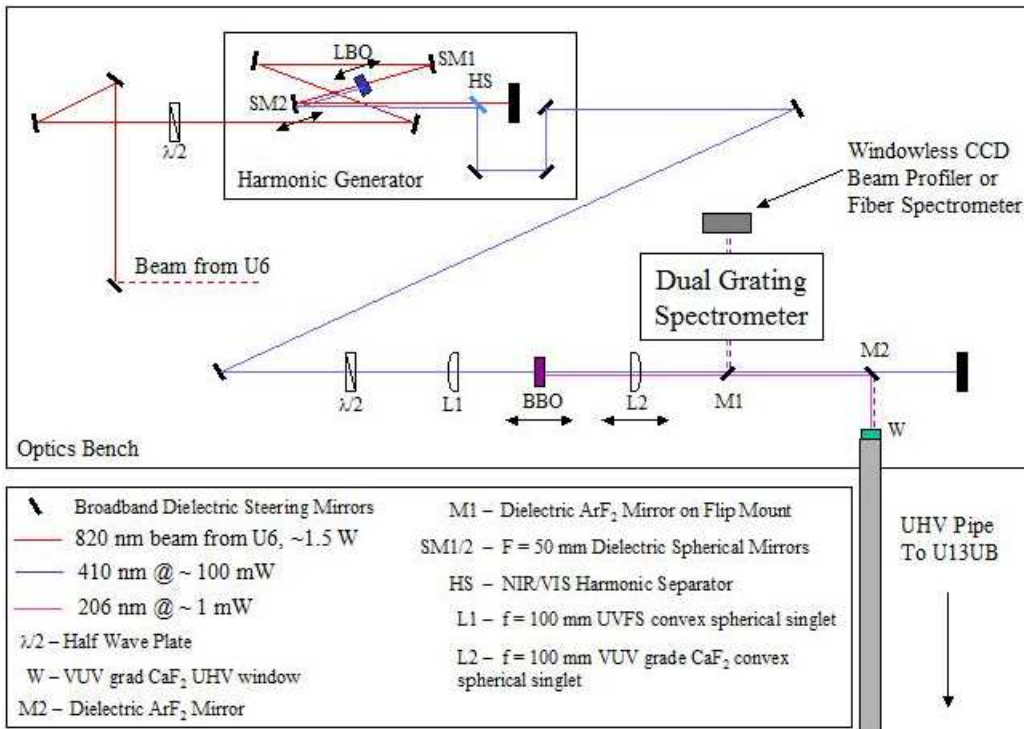 LBO
SM1
HS
SM2
λ/2
Harmonic Generator
Windowless CCD
Beam Profiler or
Fiber Spectrometer
Beam from U6
Dual Grating
Spectrometer
M2
λ/2
L1
BBO
L2
M1
W
Optics Bench
Broadband Dielectric Steering Mirrors
820 nm beam from U6, ~1.5 W
410 nm @ ~ 100 mW
206 nm @ ~ 1 mW
λ/2 – Half Wave Plate
W – VUV grad CaF₂ UHV window
M2 – Dielectric ArF₂ Mirror
M1 – Dielectric ArF₂ Mirror on Flip Mount
SM1/2 – F = 50 mm Dielectric Spherical Mirrors
HS – NIR/VIS Harmonic Separator
L1 – f = 100 mm UVFS convex spherical singlet
L2 – f = 100 mm VUV grade CaF₂ convex
spherical singlet
UHV Pipe
To U13UB